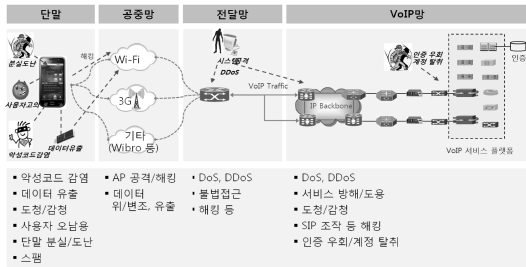 단말
공중망
전달망
VoIP망
분실도난
해킹
Wi-Fi
시스템공격
DDoS
인증 우회/
계정 탈취
인증
사용자고의
3G
VoIP Traffic
IP Backbone
악성코드감염
데이터유출
기타
(Wibro 등)
VoIP 서비스 플랫폼
▪ 악성코드 감염
▪ 데이터 유출
▪ 도청/감청
▪ 사용자 오남용
▪ 단말 분실/도난
▪ 스팸
▪ AP 공격/해킹
▪ 데이터
위/변조, 유출
▪ DoS, DDoS
▪ 불법접근
▪ 해킹 등
▪ DoS, DDoS
▪ 서비스 방해/도용
▪ 도청/감청
▪ SIP 조작 등 해킹
▪ 인증 우회/계정 탈취